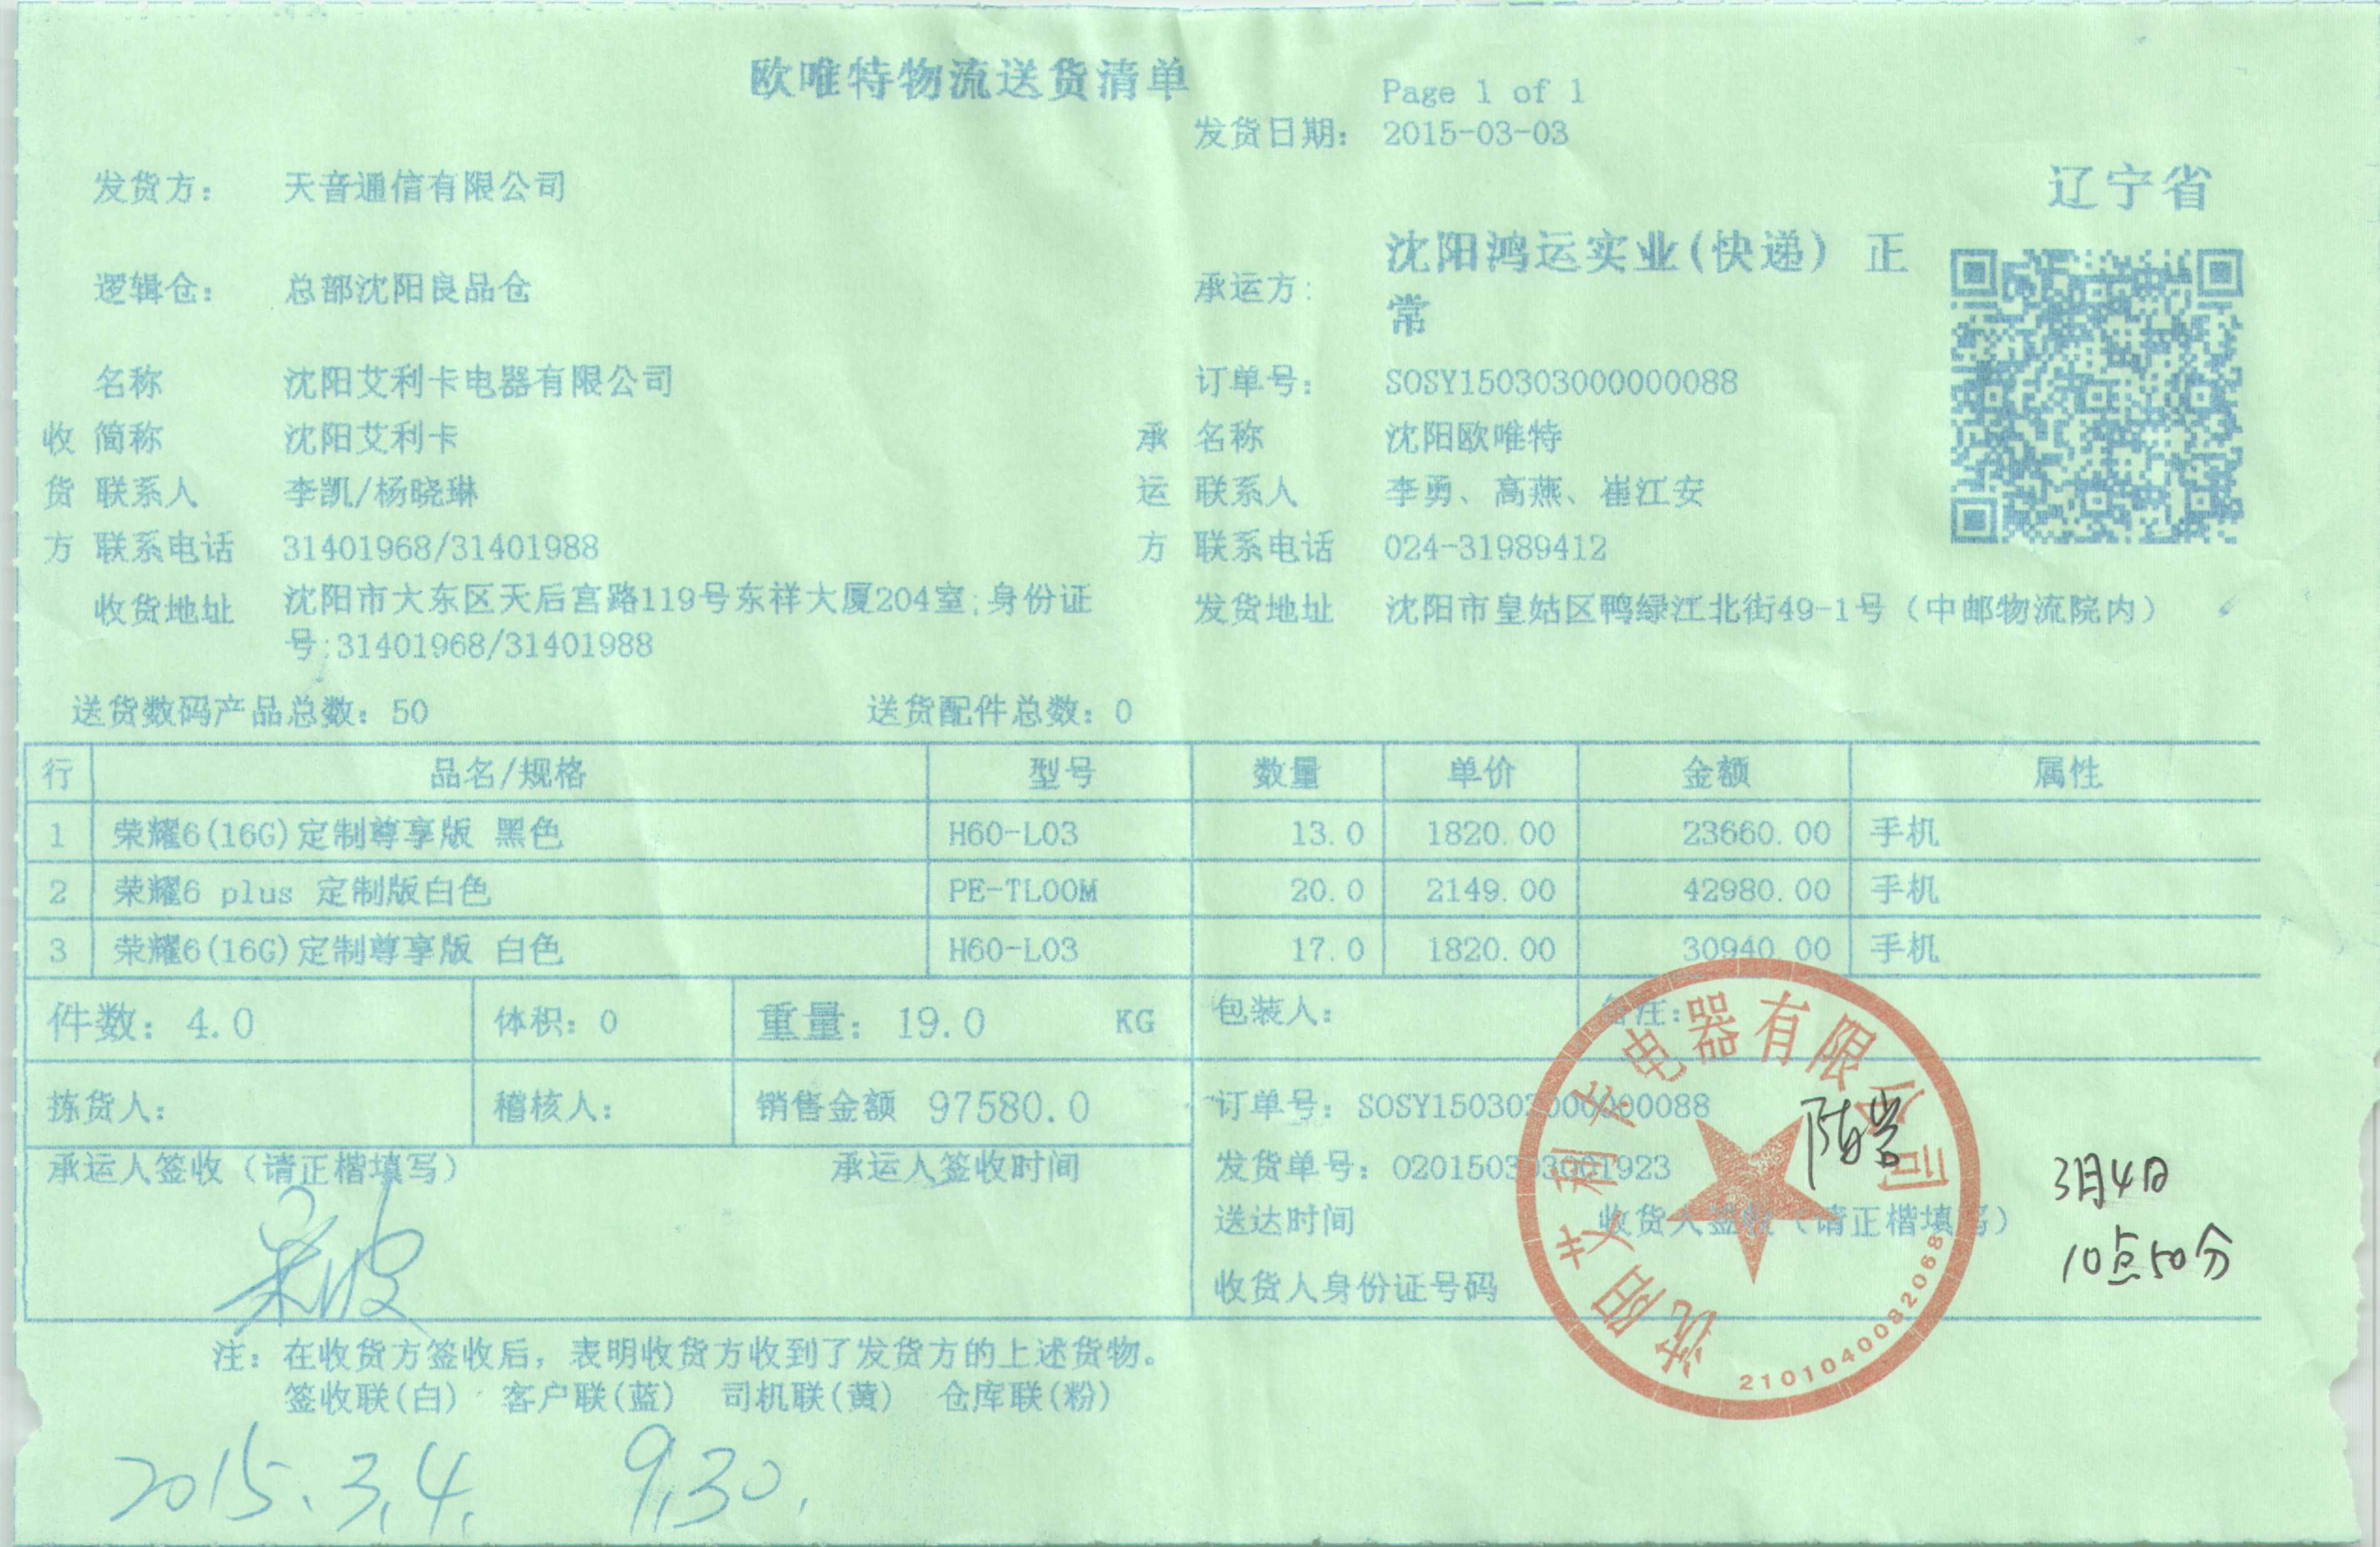 欧唯特物流送货清单
Page 1 of 1
发货日期： 2015-03-03
发货方： 天音通信有限公司
辽宁省
逻辑仓： 总部沈阳良品仓
承运方： 沈阳鸿运实业(快递) 正
常
名称 沈阳艾利卡电器有限公司 订单号： SOSY150303000000088
收 简称 沈阳艾利卡 承 名称 沈阳欧唯特
货 联系人 李凯/杨晓琳 运 联系人 李勇、高燕、崔江安
方 联系电话 31401968/31401988 方 联系电话 024-31989412
收货地址 沈阳市大东区天后宫路119号东祥大厦204室;身份证
号:31401968/31401988
发货地址 沈阳市皇姑区鸭绿江北街49-1号（中邮物流院内）
送货数码产品总数：50 送货配件总数：0
行 品名/规格 型号 数量 单价 金额 属性
1 荣耀6(16G)定制尊享版 黑色 H60-L03 13.0 1820.00 23660.00 手机
2 荣耀6 plus 定制版白色 PE-TL00M 20.0 2149.00 42980.00 手机
3 荣耀6(16G)定制尊享版 白色 H60-L03 17.0 1820.00 30940.00 手机
件数：4.0 体积：0 重量：19.0 KG 包装人： 备注：
拣货人： 稽核人： 销售金额 97580.0 订单号：SOSY150303000000088
承运人签收（请正楷填写） 承运人签收时间 发货单号：O20150303001923
送达时间 收货人签收（请正楷填写）
收货人身份证号码
沈阳艾利卡电器有限公司
2101040082068
3月4日
10点50分
注：在收货方签收后，表明收货方收到了发货方的上述货物。
签收联(白) 客户联(蓝) 司机联(黄) 仓库联(粉)
2015.3.4. 9.30.